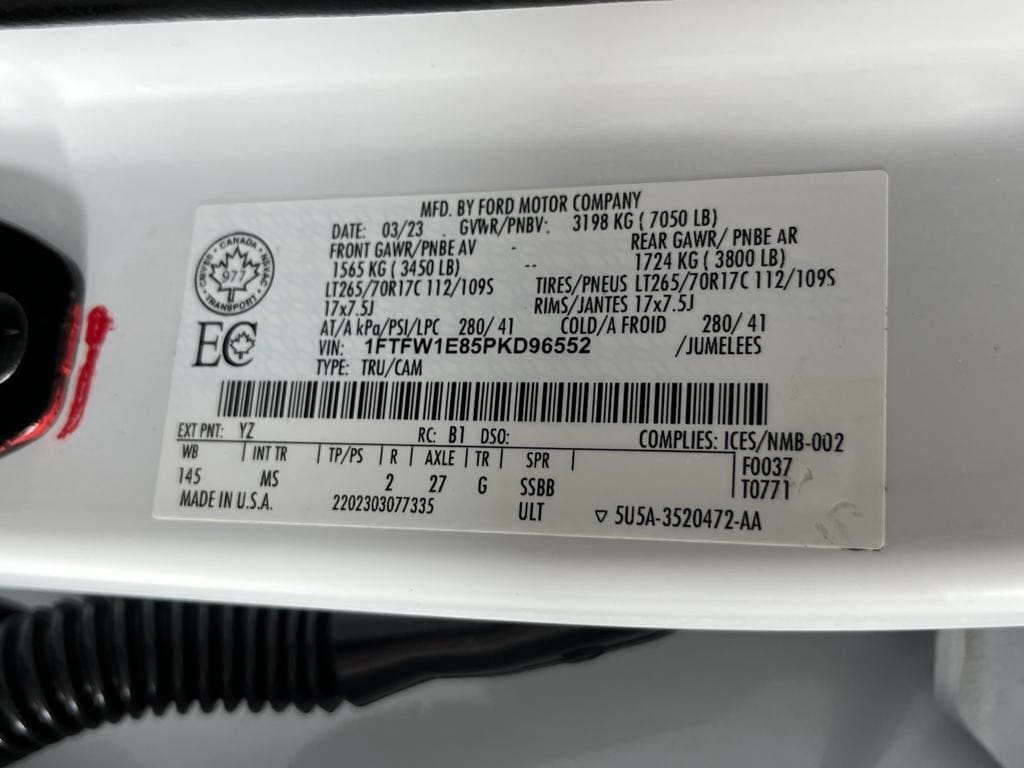 MFD. BY FORD MOTOR COMPANY
DATE: 03/23 GVWR/PNBV: 3198 KG ( 7050 LB)
FRONT GAWR/PNBE AV - REAR GAWR/ PNBE AR
1565 KG ( 3450 LB) -- 1724 KG ( 3800 LB)
LT265/70R17C 112/109S TIRES/PNEUS LT265/70R17C 112/109S
17x7.5J RIMS/JANTES 17x7.5J
AT/A kPa/PSI/LPC 280/ 41 COLD/A FROID 280/ 41
VIN: 1FTFW1E85PKD96552 /JUMELEES
TYPE: TRU/CAM
CANADA
977
TRANSPORT
EC
EXT PNT: YZ RC: B1 DSO: COMPLIES: ICES/NMB-002
WB INT TR TP/PS R AXLE TR SPR F0037
145 MS 2 27 G SSBB T0771
MADE IN U.S.A. 2202303077335 ULT ▽ 5U5A-3520472-AA